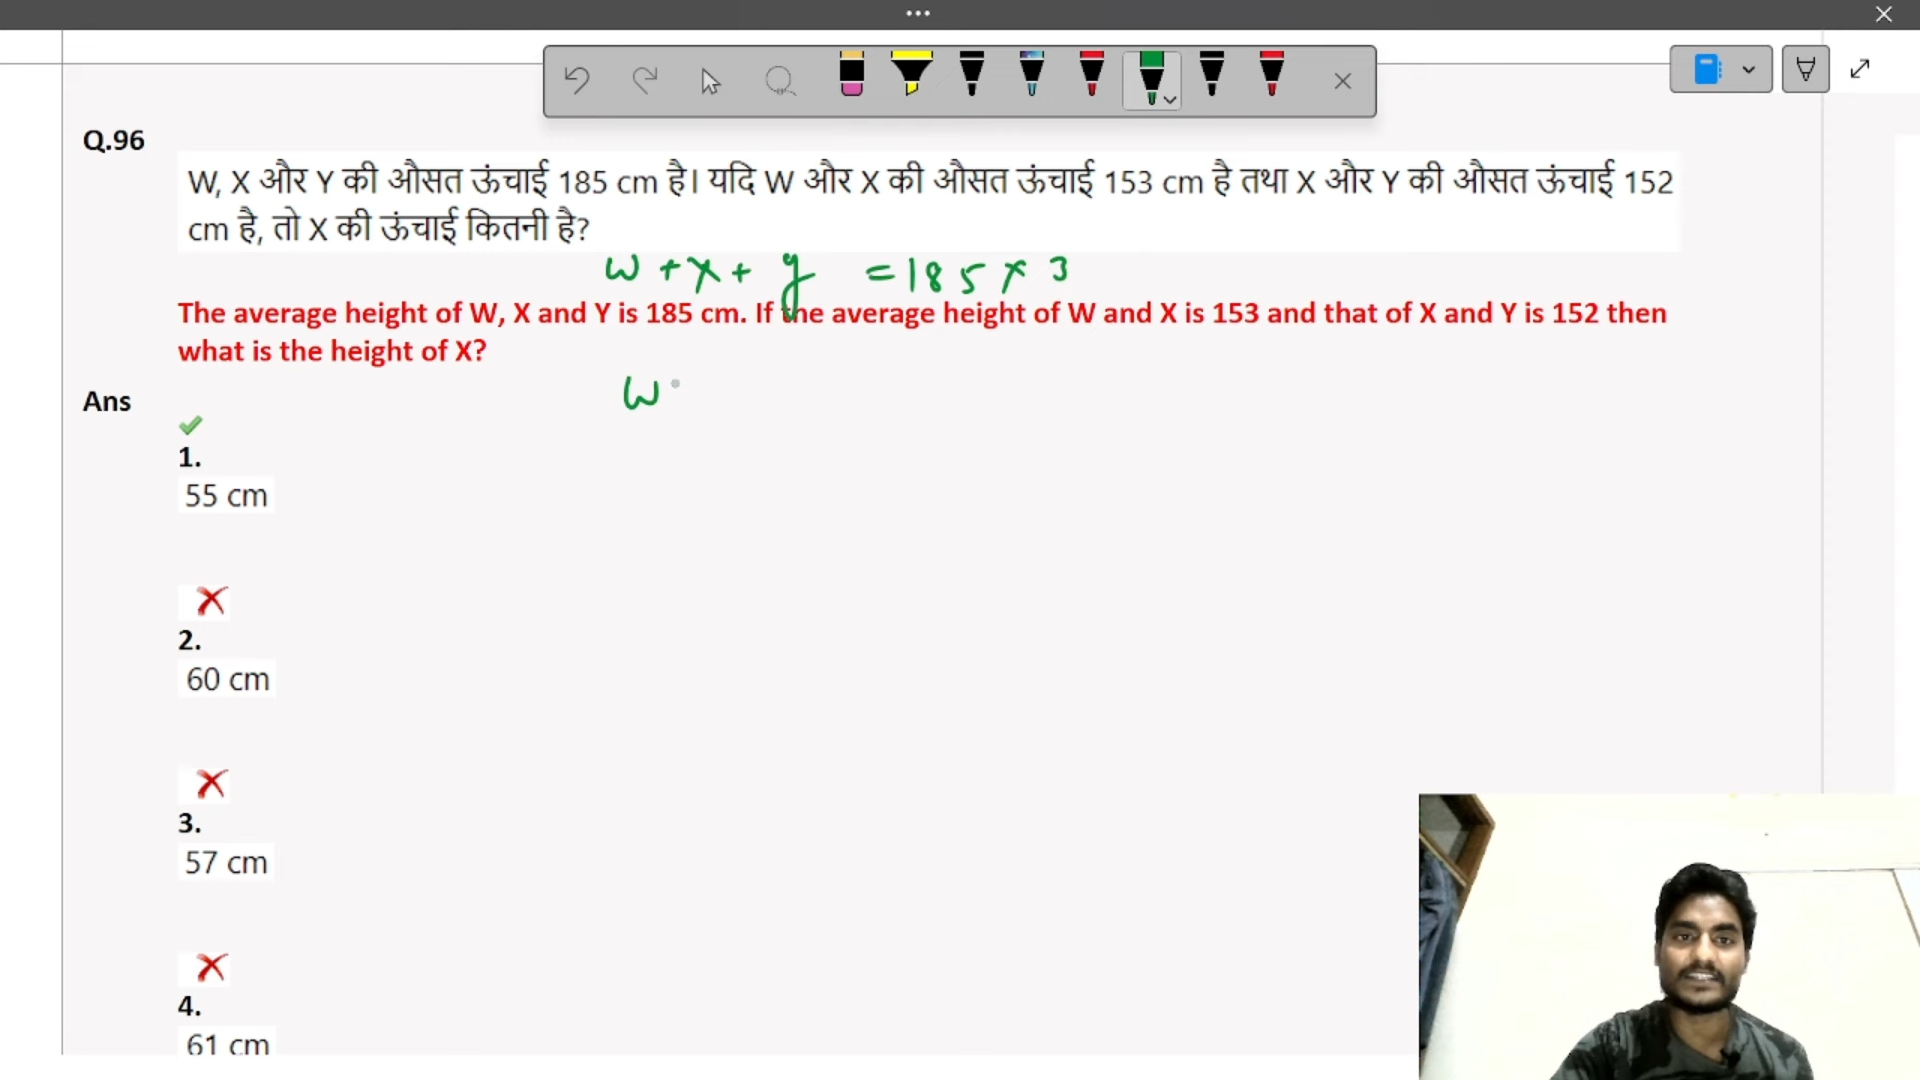 Q.96
W, X और Y की औसत ऊंचाई 185 cm है। यदि W और X की औसत ऊंचाई 153 cm है तथा X और Y की औसत ऊंचाई 152
cm है, तो X की ऊंचाई कितनी है?
W + X + y = 185 × 3
The average height of W, X and Y is 185 cm. If the average height of W and X is 153 and that of X and Y is 152 then
what is the height of X?
W
Ans
1.
55 cm
2.
60 cm
3.
57 cm
4.
61 cm